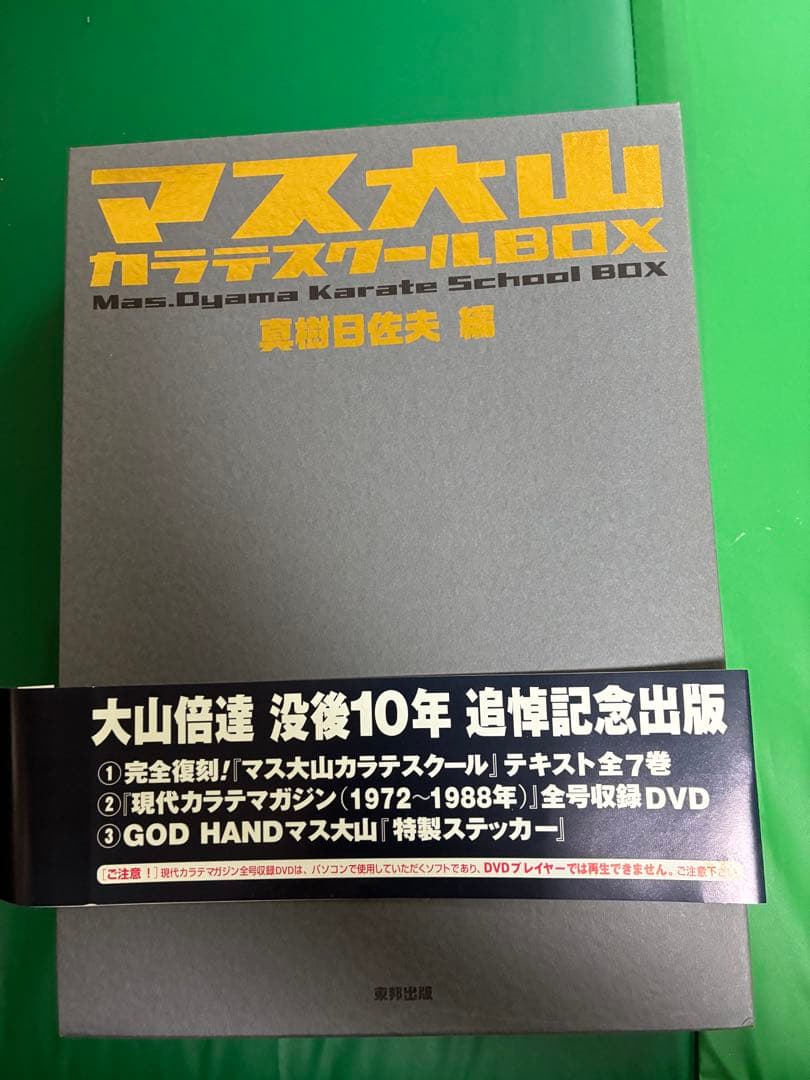 マス大山
カラテスクールBOX
Mas.Oyama Karate School BOX
真樹日佐夫 編
大山倍達 没後10年 追悼記念出版
①完全復刻!『マス大山カラテスクール』テキスト全7巻
②『現代カラテマガジン(1972〜1988年)』全号収録DVD
③GOD HANDマス大山『特製ステッカー』
[ご注意!]現代カラテマガジン全号収録DVDは、パソコンで使用していただくソフトであり、DVDプレイヤーでは再生できません。ご注意下さい
東邦出版